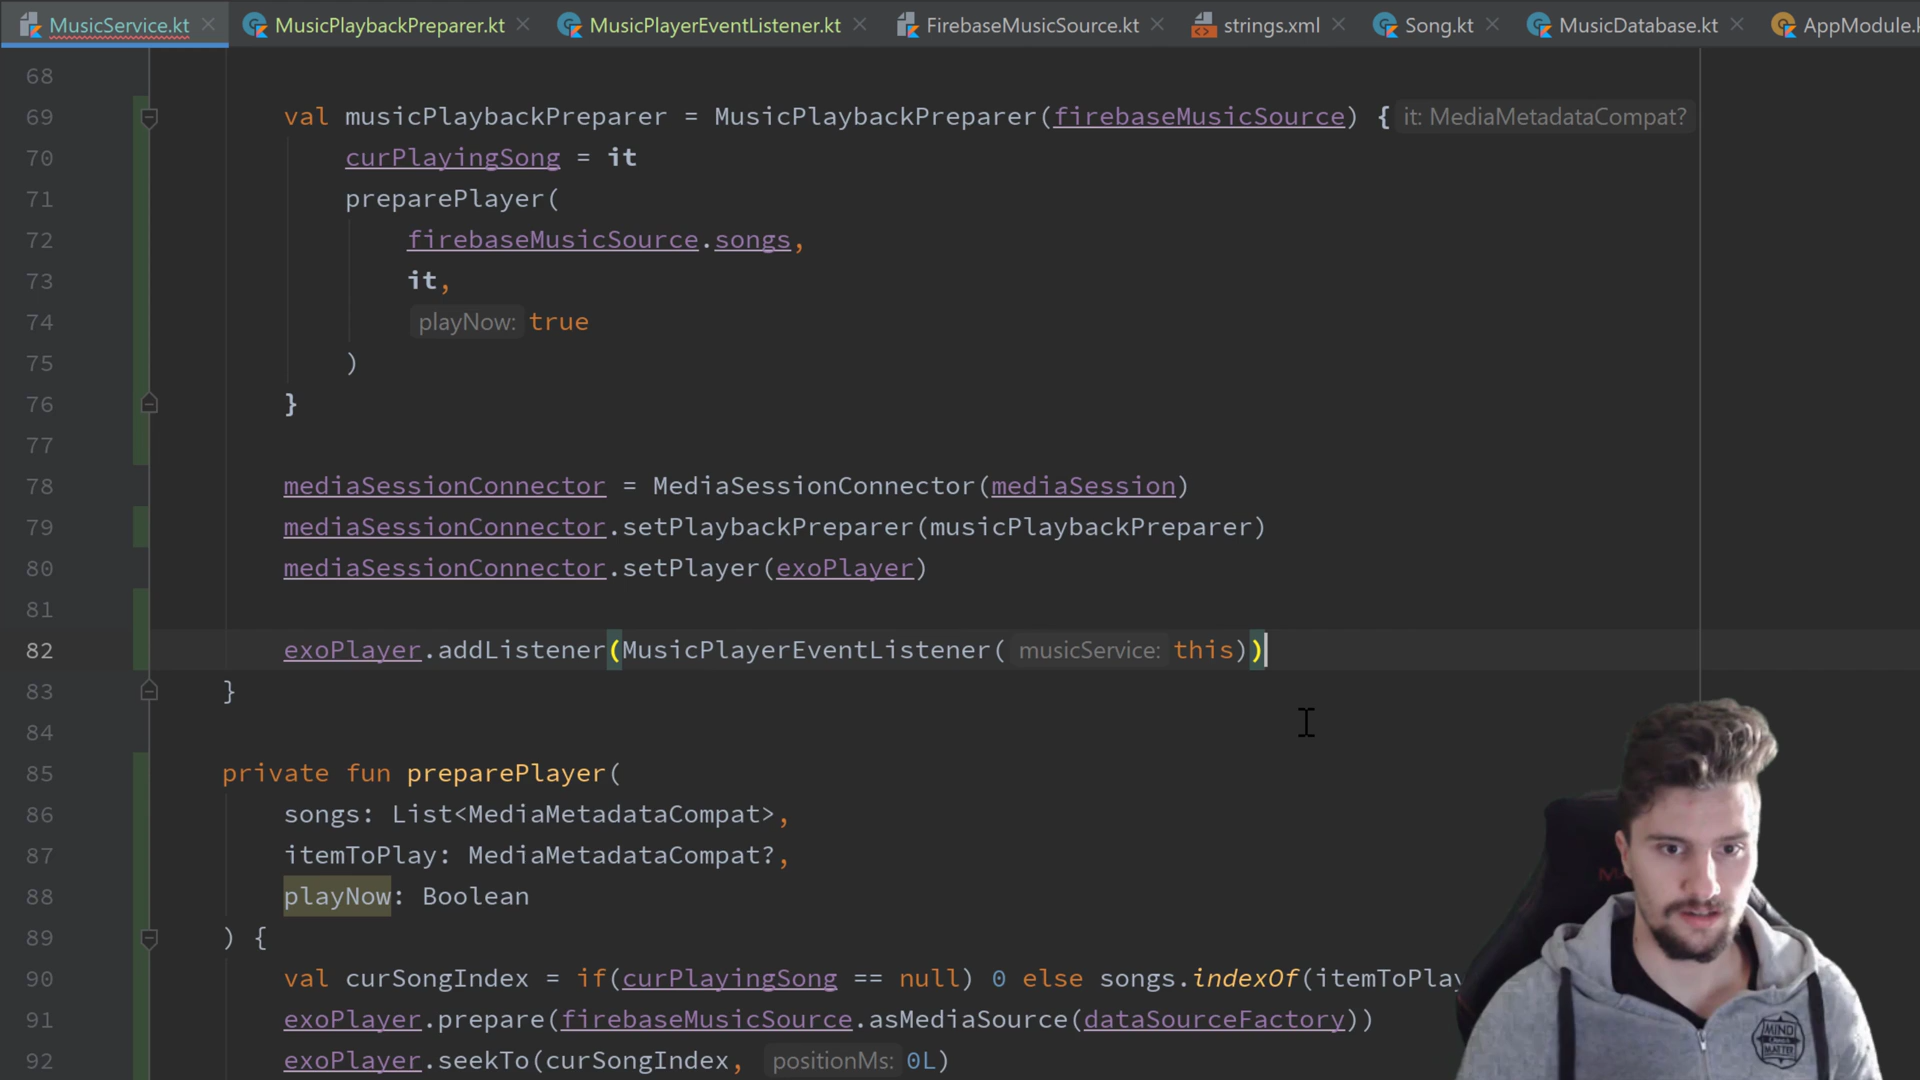 MusicService.kt MusicPlaybackPreparer.kt MusicPlayerEventListener.kt FirebaseMusicSource.kt strings.xml Song.kt MusicDatabase.kt AppModule.k
68
69 val musicPlaybackPreparer = MusicPlaybackPreparer(firebaseMusicSource) { it: MediaMetadataCompat?
70 curPlayingSong = it
71 preparePlayer(
72 firebaseMusicSource.songs,
73 it,
74 playNow: true
75 )
76 }
77
78 mediaSessionConnector = MediaSessionConnector(mediaSession)
79 mediaSessionConnector.setPlaybackPreparer(musicPlaybackPreparer)
80 mediaSessionConnector.setPlayer(exoPlayer)
81
82 exoPlayer.addListener(MusicPlayerEventListener( musicService: this))
83 }
84
85 private fun preparePlayer(
86 songs: List<MediaMetadataCompat>,
87 itemToPlay: MediaMetadataCompat?,
88 playNow: Boolean
89 ) {
90 val curSongIndex = if(curPlayingSong == null) 0 else songs.indexOf(itemToPlay
91 exoPlayer.prepare(firebaseMusicSource.asMediaSource(dataSourceFactory))
92 exoPlayer.seekTo(curSongIndex, positionMs: 0L)
MIND
MATTER